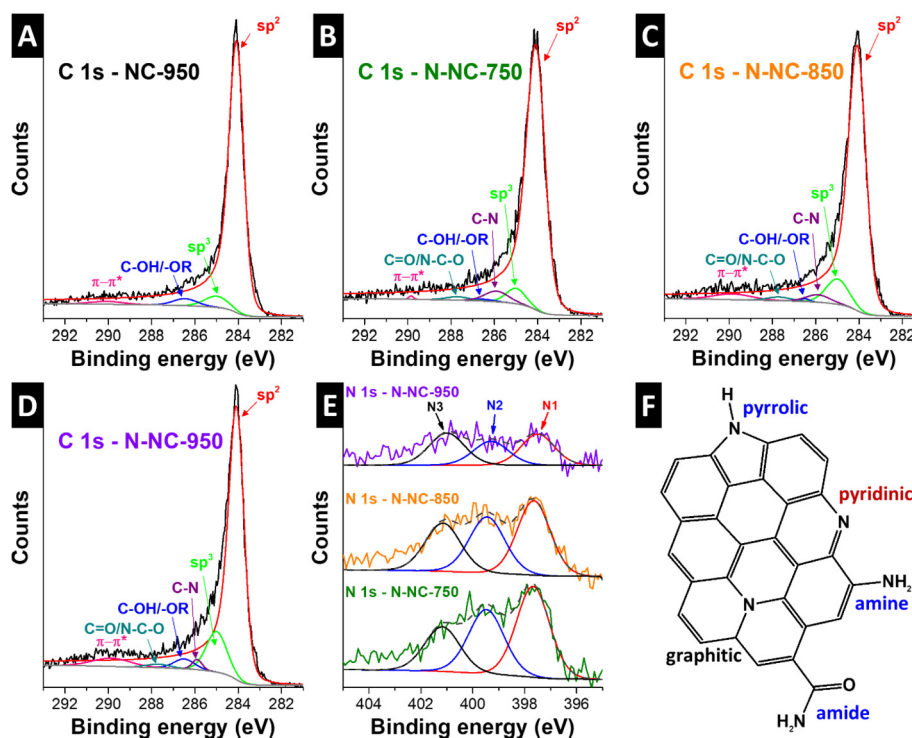 A
C 1s - NC-950
sp²
sp³
C-OH/-OR
π–π*
Counts
292 290 288 286 284 282
Binding energy (eV)
B
C 1s - N-NC-750
sp²
sp³
C-N
C-OH/-OR
C=O/N-C-O
π–π*
Counts
292 290 288 286 284 282
Binding energy (eV)
C
C 1s - N-NC-850
sp²
sp³
C-N
C-OH/-OR
C=O/N-C-O
π–π*
Counts
292 290 288 286 284 282
Binding energy (eV)
D
C 1s - N-NC-950
sp²
sp³
C-N
C-OH/-OR
C=O/N-C-O
π–π*
Counts
292 290 288 286 284 282
Binding energy (eV)
E
N 1s - N-NC-950
N3 N2 N1
N 1s - N-NC-850
N 1s - N-NC-750
Counts
404 402 400 398 396
Binding energy (eV)
F
H
N
pyrrolic
pyridinic
N
NH₂
amine
N
graphitic
O
H₂N
amide